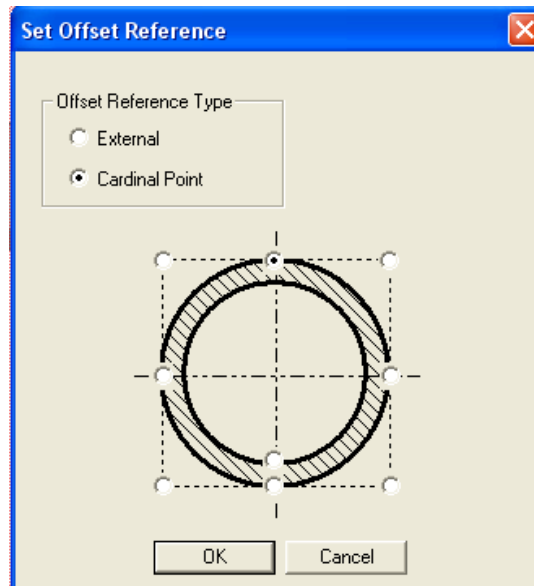 Set Offset Reference
Offset Reference Type
External
Cardinal Point
OK
Cancel